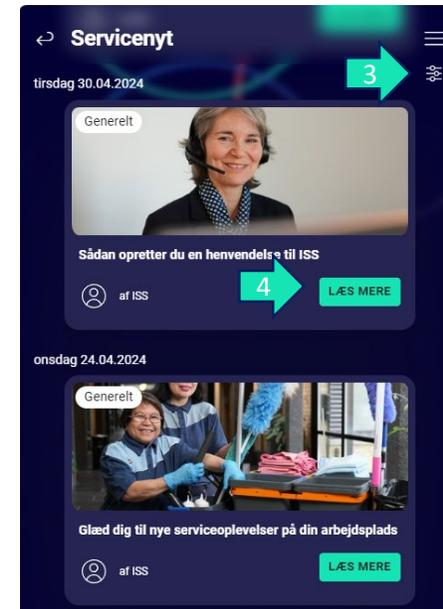 Servicenyt
3
tirsdag 30.04.2024
Generelt
Sådan opretter du en henvendelse til ISS
af ISS
4
LÆS MERE
onsdag 24.04.2024
Generelt
Glæd dig til nye serviceoplevelser på din arbejdsplads
af ISS
LÆS MERE